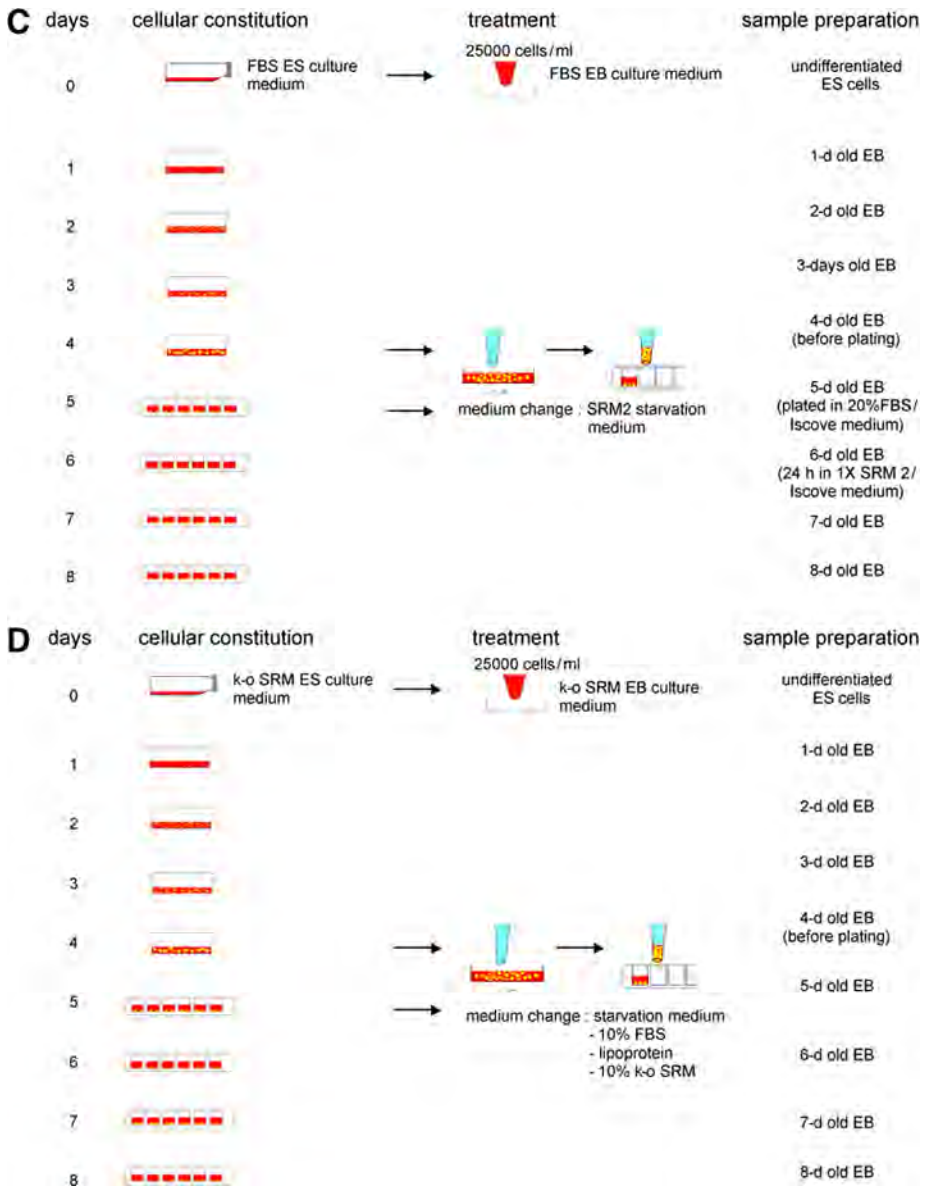 C days cellular constitution treatment sample preparation
0
FBS ES culture
medium
25000 cells/ml
FBS EB culture medium
undifferentiated
ES cells
1
1-d old EB
2
2-d old EB
3
3-days old EB
4
4-d old EB
(before plating)
5
medium change : SRM2 starvation
medium
5-d old EB
(plated in 20%FBS/
Iscove medium)
6
6-d old EB
(24 h in 1X SRM 2/
Iscove medium)
7
7-d old EB
8
8-d old EB
D days cellular constitution treatment sample preparation
0
k-o SRM ES culture
medium
25000 cells/ml
k-o SRM EB culture
medium
undifferentiated
ES cells
1
1-d old EB
2
2-d old EB
3
3-d old EB
4
4-d old EB
(before plating)
5
medium change : starvation medium
- 10% FBS
- lipoprotein
- 10% k-o SRM
5-d old EB
6
6-d old EB
7
7-d old EB
8
8-d old EB